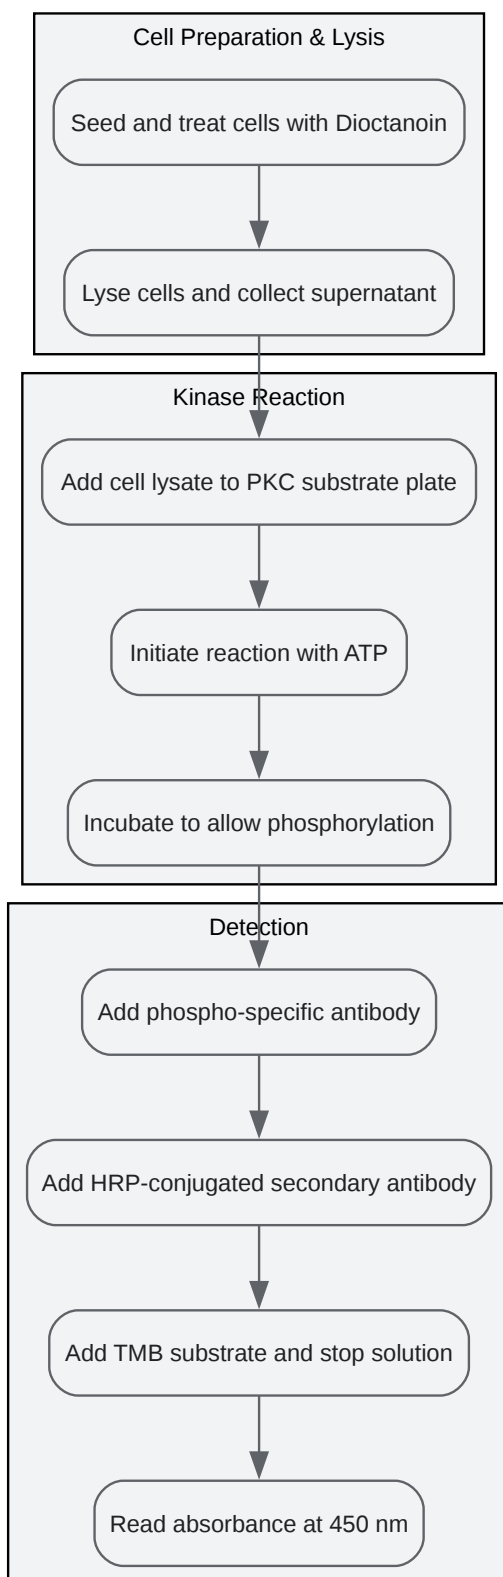 Cell Preparation & Lysis
Seed and treat cells with Dioctanoin
Lyse cells and collect supernatant
Kinase Reaction
Add cell lysate to PKC substrate plate
Initiate reaction with ATP
Incubate to allow phosphorylation
Detection
Add phospho-specific antibody
Add HRP-conjugated secondary antibody
Add TMB substrate and stop solution
Read absorbance at 450 nm